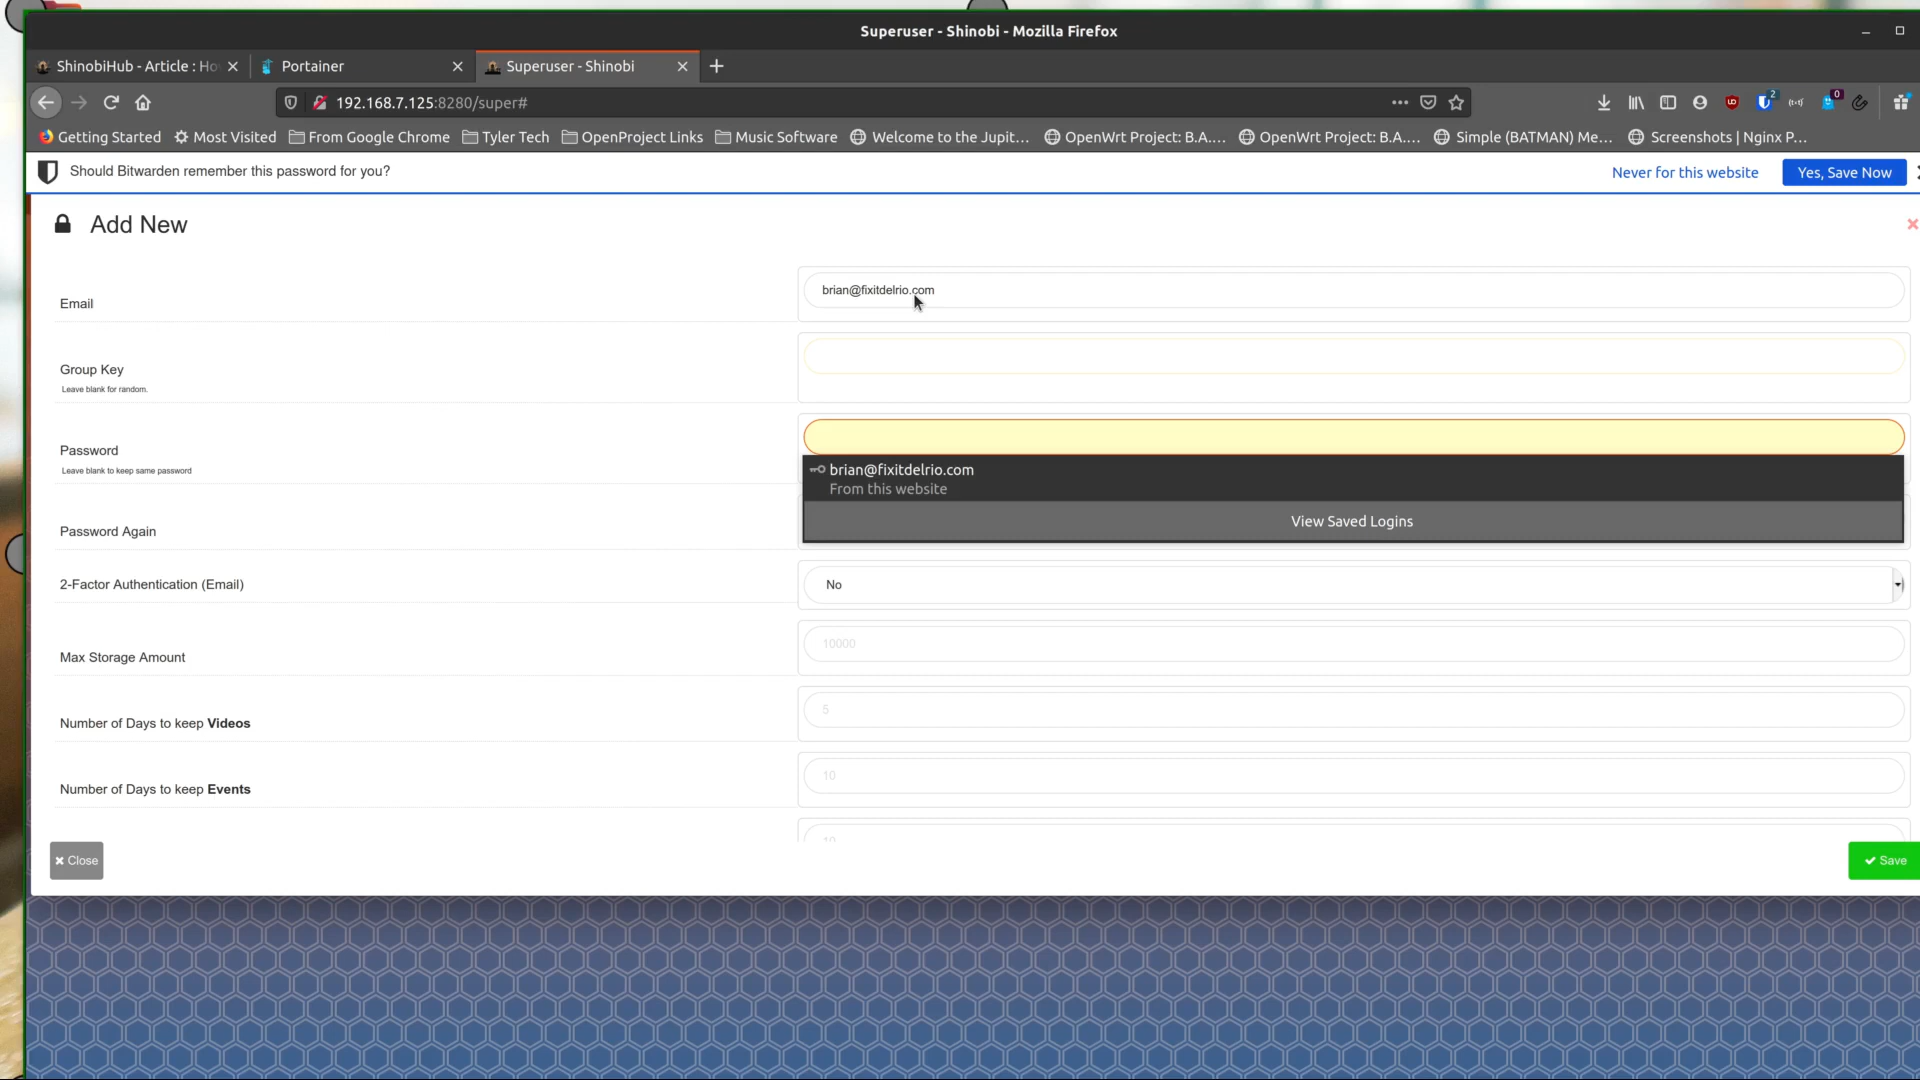 Superuser - Shinobi - Mozilla Firefox
ShinobiHub - Article : Ho
Portainer
Superuser - Shinobi
192.168.7.125:8280/super#
2
0
Getting Started
Most Visited
From Google Chrome
Tyler Tech
OpenProject Links
Music Software
Welcome to the Jupit...
OpenWrt Project: B.A....
OpenWrt Project: B.A....
Simple (BATMAN) Me...
Screenshots | Nginx P...
Should Bitwarden remember this password for you?
Never for this website
Yes, Save Now
Add New
Email
brian@fixitdelrio.com
Group Key
Leave blank for random.
Password
Leave blank to keep same password
brian@fixitdelrio.com
From this website
View Saved Logins
Password Again
2-Factor Authentication (Email)
No
Max Storage Amount
10000
Number of Days to keep Videos
5
Number of Days to keep Events
10
10
Close
Save